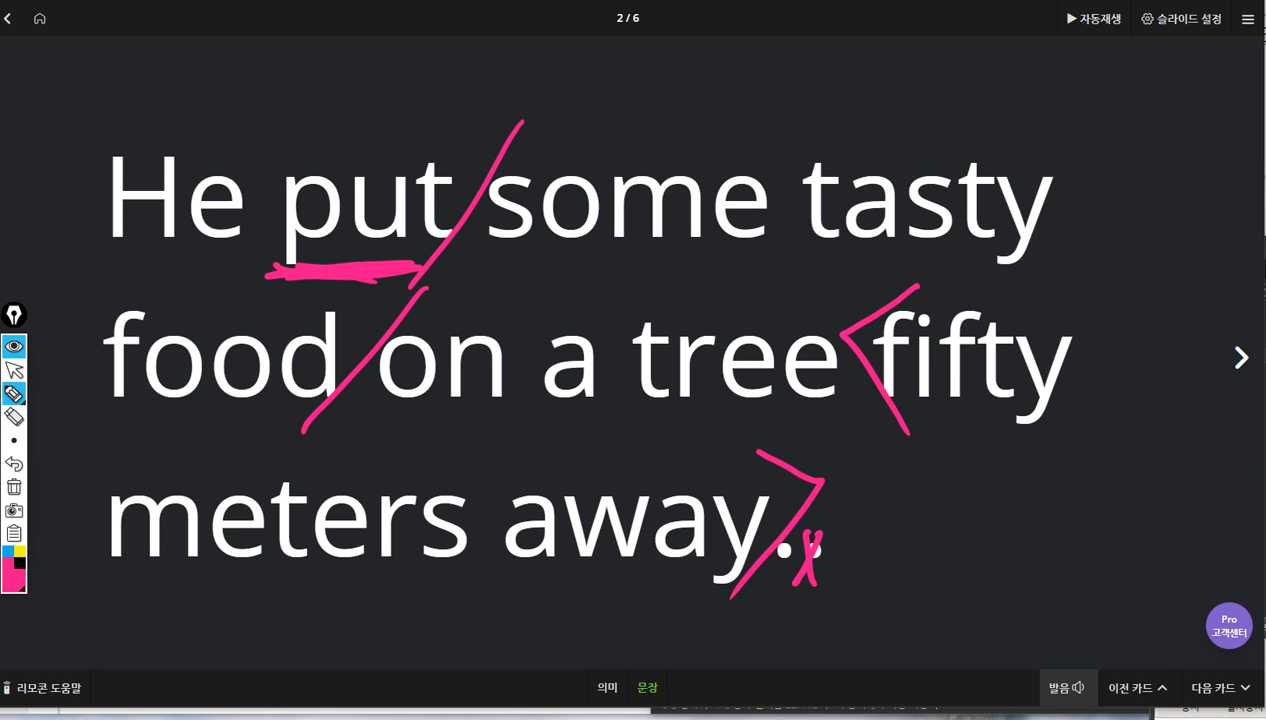 2 / 6
자동재생
슬라이드 설정
He put some tasty
food on a tree fifty
meters away..
Pro
고객센터
리모콘 도움말
의미
문장
발음
이전 카드
다음 카드